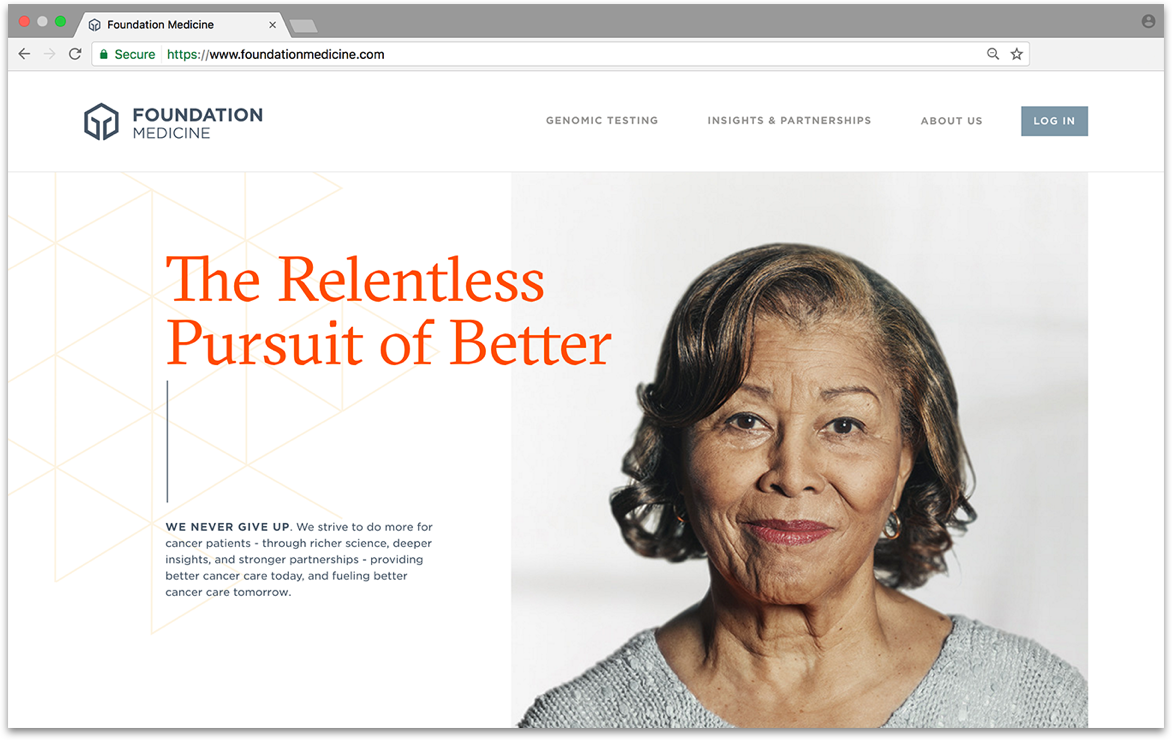 Foundation Medicine
Secure https://www.foundationmedicine.com
FOUNDATION
MEDICINE
GENOMIC TESTING INSIGHTS & PARTNERSHIPS ABOUT US LOG IN
The Relentless
Pursuit of Better
WE NEVER GIVE UP. We strive to do more for
cancer patients - through richer science, deeper
insights, and stronger partnerships - providing
better cancer care today, and fueling better
cancer care tomorrow.